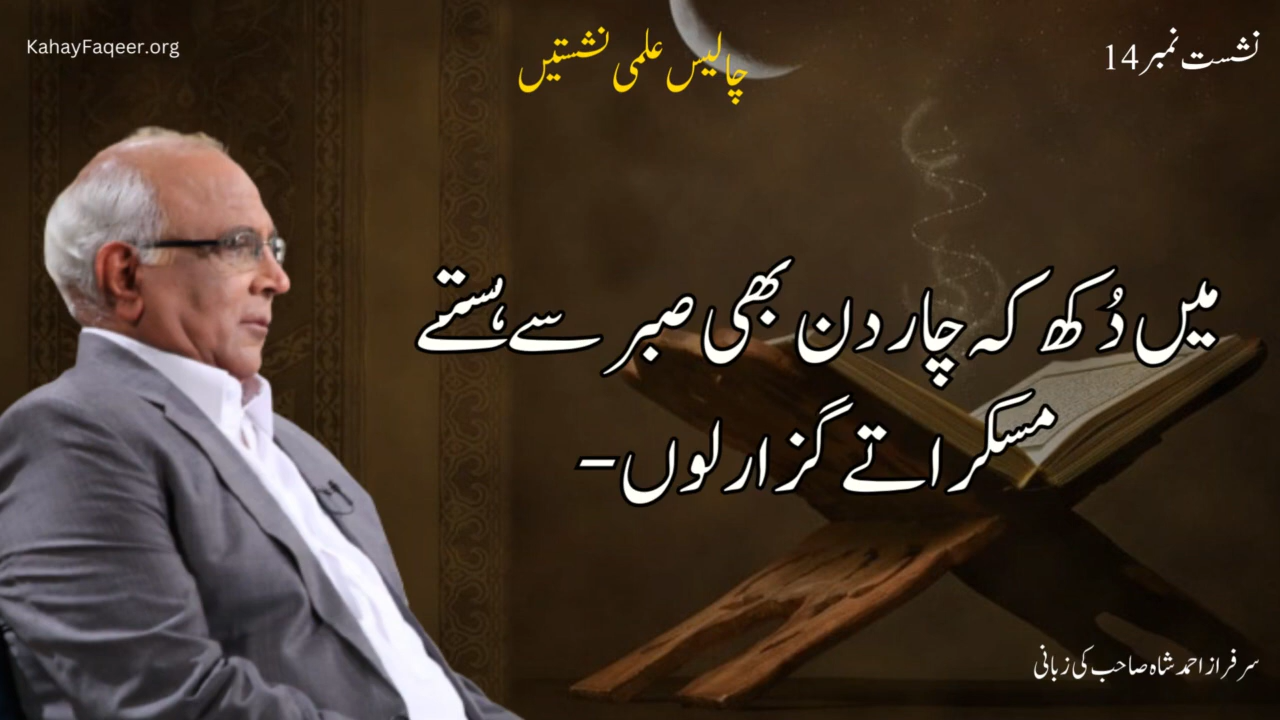 KahayFaqeer.org
چالیس علمی نشستیں
نشست نمبر 14
میں دُکھ کہ چار دن بھی صبر سے ہستے
مسکراتے گزار لوں۔
سرفراز احمد شاہ صاحب کی زبانی